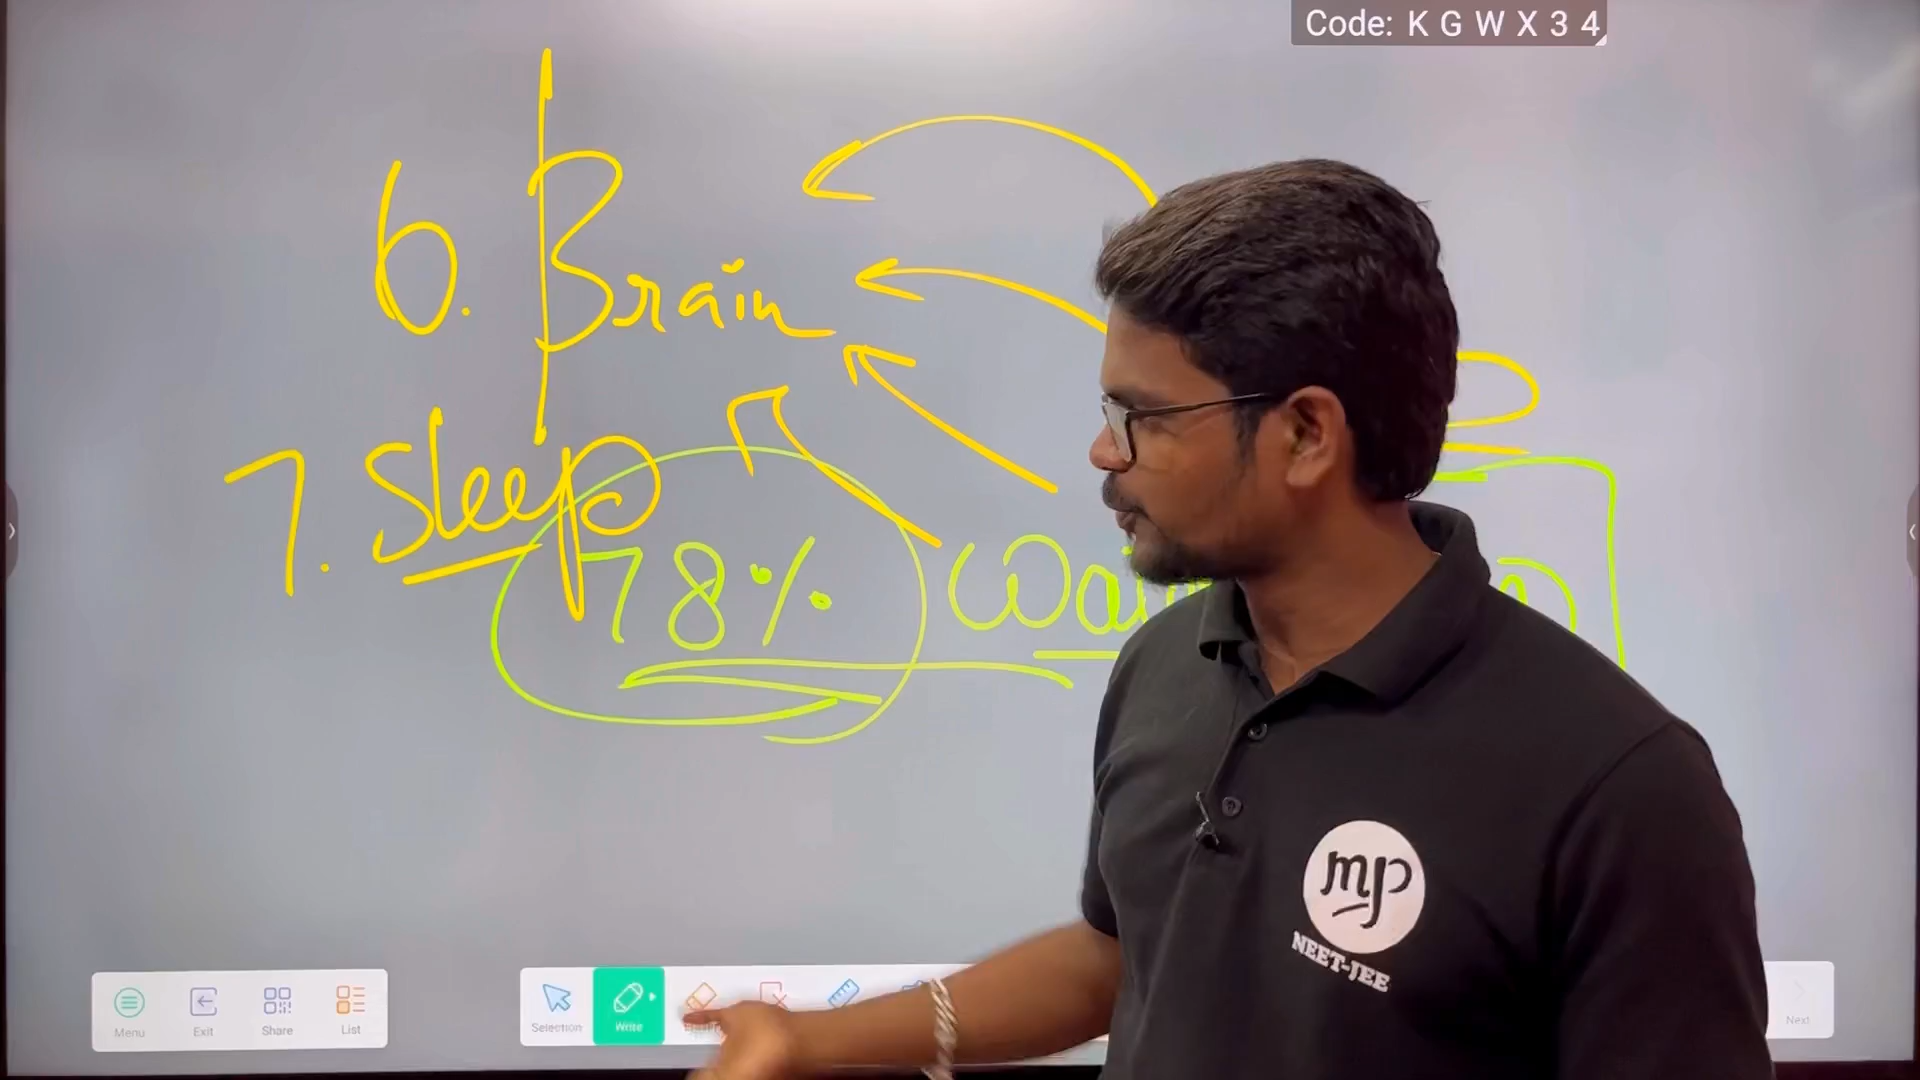 Code: K G W X 3 4
6. Brain
7. Sleep
78%
mp
NEET-JEE
Menu
Exit
Share
List
Selection
Write
Next